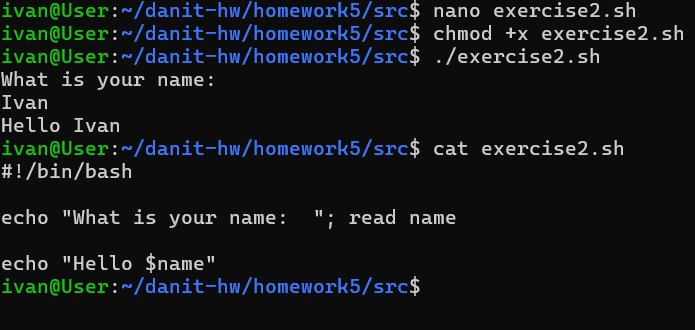 ivan@User:~/danit-hw/homework5/src$ nano exercise2.sh
ivan@User:~/danit-hw/homework5/src$ chmod +x exercise2.sh
ivan@User:~/danit-hw/homework5/src$ ./exercise2.sh
What is your name:
Ivan
Hello Ivan
ivan@User:~/danit-hw/homework5/src$ cat exercise2.sh
#!/bin/bash
echo "What is your name:  "; read name
echo "Hello $name"
ivan@User:~/danit-hw/homework5/src$